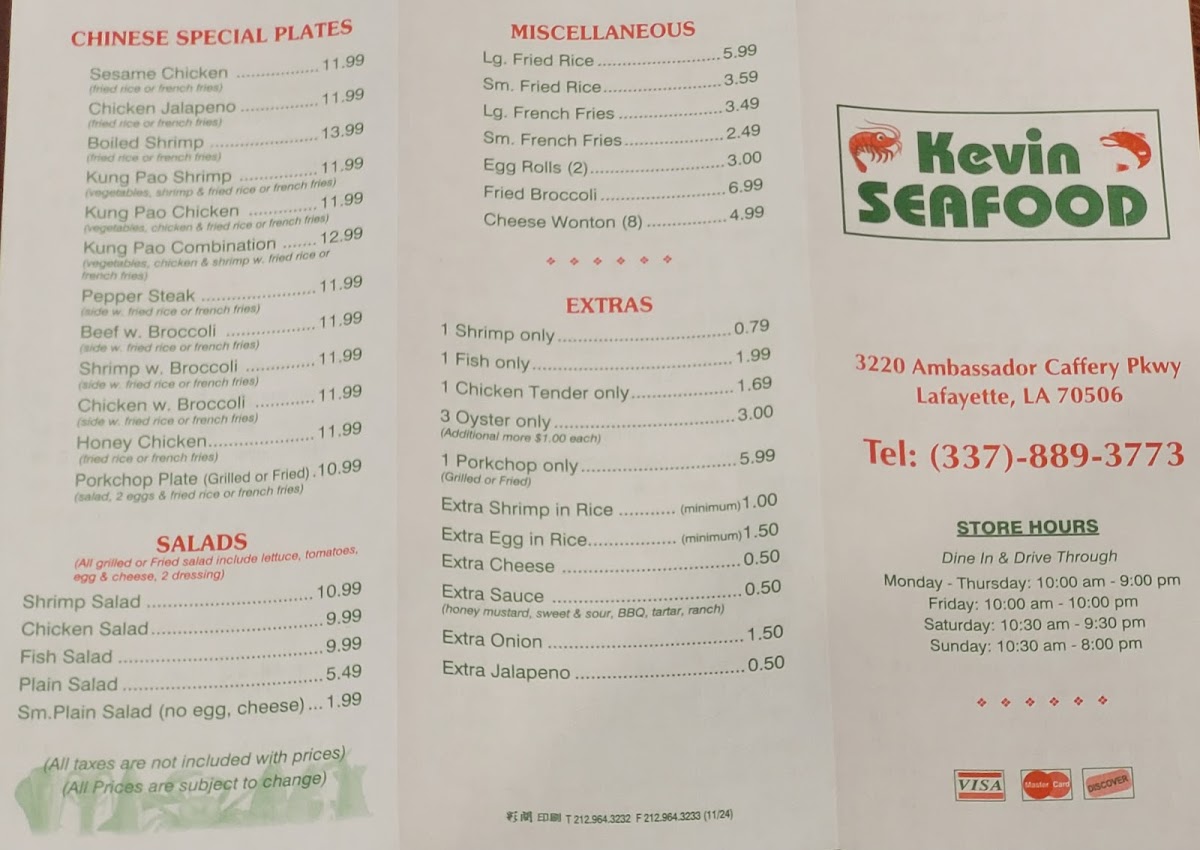 CHINESE SPECIAL PLATES
Sesame Chicken ................ 11.99
(fried rice or french fries)
Chicken Jalapeno ............... 11.99
(fried rice or french fries)
Boiled Shrimp .................... 13.99
(fried rice or french fries)
Kung Pao Shrimp ............... 11.99
(vegetables, shrimp & fried rice or french fries)
Kung Pao Chicken ............. 11.99
(vegetables, chicken & fried rice or french fries)
Kung Pao Combination ....... 12.99
(vegetables, chicken & shrimp w. fried rice or
french fries)
Pepper Steak ....................... 11.99
(side w. fried rice or french fries)
Beef w. Broccoli .................. 11.99
(side w. fried rice or french fries)
Shrimp w. Broccoli .............. 11.99
(side w. fried rice or french fries)
Chicken w. Broccoli ............ 11.99
(side w. fried rice or french fries)
Honey Chicken..................... 11.99
(fried rice or french fries)
Porkchop Plate (Grilled or Fried) . 10.99
(salad, 2 eggs & fried rice or french fries)
SALADS
(All grilled or Fried salad include lettuce, tomatoes,
egg & cheese, 2 dressing)
Shrimp Salad ................................ 10.99
Chicken Salad................................ 9.99
Fish Salad ...................................... 9.99
Plain Salad ..................................... 5.49
Sm.Plain Salad (no egg, cheese) ... 1.99
(All taxes are not included with prices)
(All Prices are subject to change)
MISCELLANEOUS
Lg. Fried Rice ........................ 5.99
Sm. Fried Rice....................... 3.59
Lg. French Fries .................... 3.49
Sm. French Fries................... 2.49
Egg Rolls (2).......................... 3.00
Fried Broccoli ........................ 6.99
Cheese Wonton (8) ............... 4.99
EXTRAS
1 Shrimp only ................................. 0.79
1 Fish only...................................... 1.99
1 Chicken Tender only.................... 1.69
3 Oyster only .................................. 3.00
(Additional more $1.00 each)
1 Porkchop only ............................. 5.99
(Grilled or Fried)
Extra Shrimp in Rice ........... (minimum) 1.00
Extra Egg in Rice................. (minimum) 1.50
Extra Cheese ................................. 0.50
Extra Sauce ................................... 0.50
(honey mustard, sweet & sour, BBQ, tartar, ranch)
Extra Onion .................................... 1.50
Extra Jalapeno ............................... 0.50
T 212.964.3232 F 212.964.3233 (11/24)
Kevin
SEAFOOD
3220 Ambassador Caffery Pkwy
Lafayette, LA 70506
Tel: (337)-889-3773
STORE HOURS
Dine In & Drive Through
Monday - Thursday: 10:00 am - 9:00 pm
Friday: 10:00 am - 10:00 pm
Saturday: 10:30 am - 9:30 pm
Sunday: 10:30 am - 8:00 pm
VISA
Master Card
DISCOVER